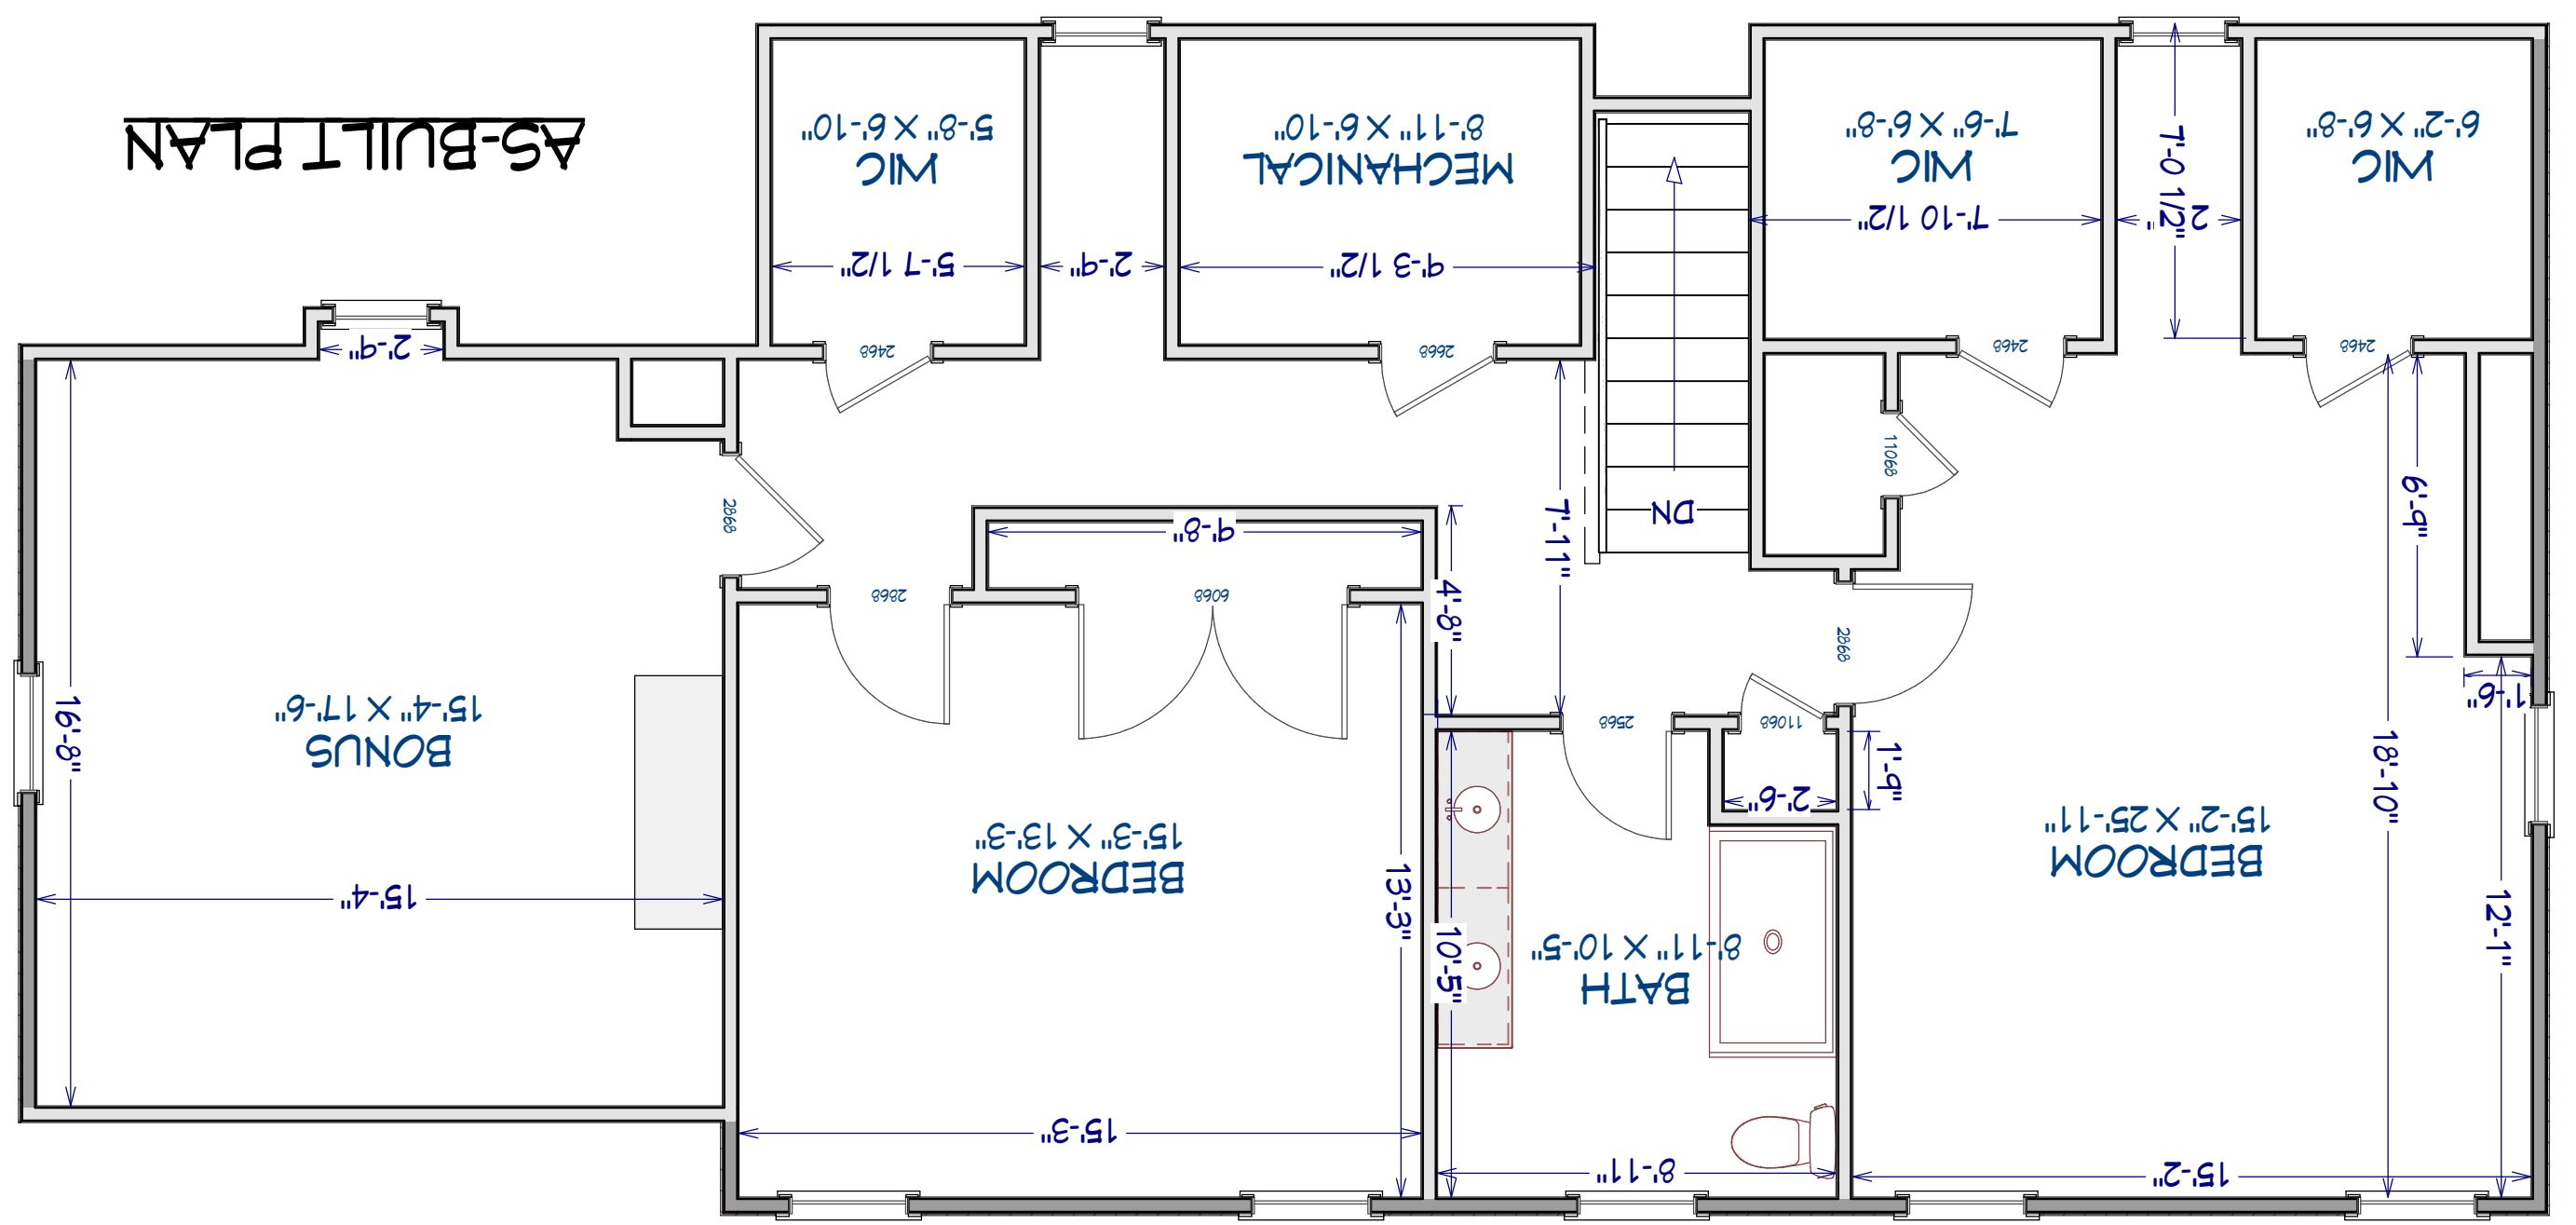 15'-2"
8'-11"
15'-3"
12'-1"
BEDROOM
15'-2" X 25'-11"
18'-10"
BATH
8'-11" X 10'-5"
10'-5"
13'-3"
BEDROOM
15'-3" X 13'-3"
15'-4"
BONUS
15'-4" X 17'-6"
16'-8"
2'-6"
1'-9"
1'-6"
11068
2568
2868
4'-8"
7'-11"
6068
2868
9'-8"
2868
DN
6'-9"
11068
2468
2468
2668
2468
2'-9"
9'-3 1/2"
2'-9"
5'-7 1/2"
7'-0 1/2"
7'-10 1/2"
WIC
6'-2" X 6'-8"
WIC
7'-6" X 6'-8"
MECHANICAL
8'-11" X 6'-10"
WIC
5'-8" X 6'-10"
AS-BUILT PLAN